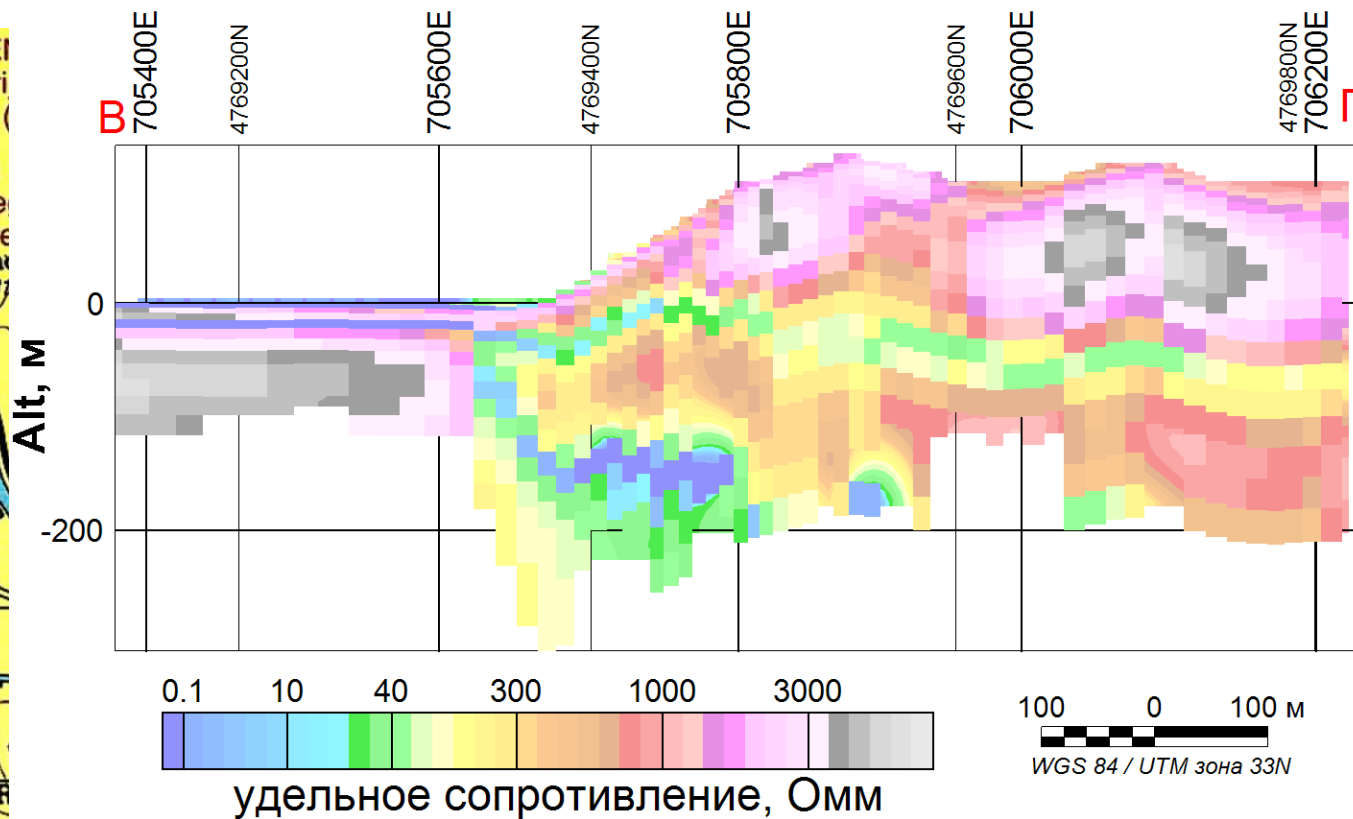 В 705400E 4769200N 705600E 4769400N 705800E 4769600N 706000E 4769800N 706200E
0
-200
Alt, м
0.1 10 40 300 1000 3000
удельное сопротивление, Омм
100 0 100 м
WGS 84 / UTM зона 33N